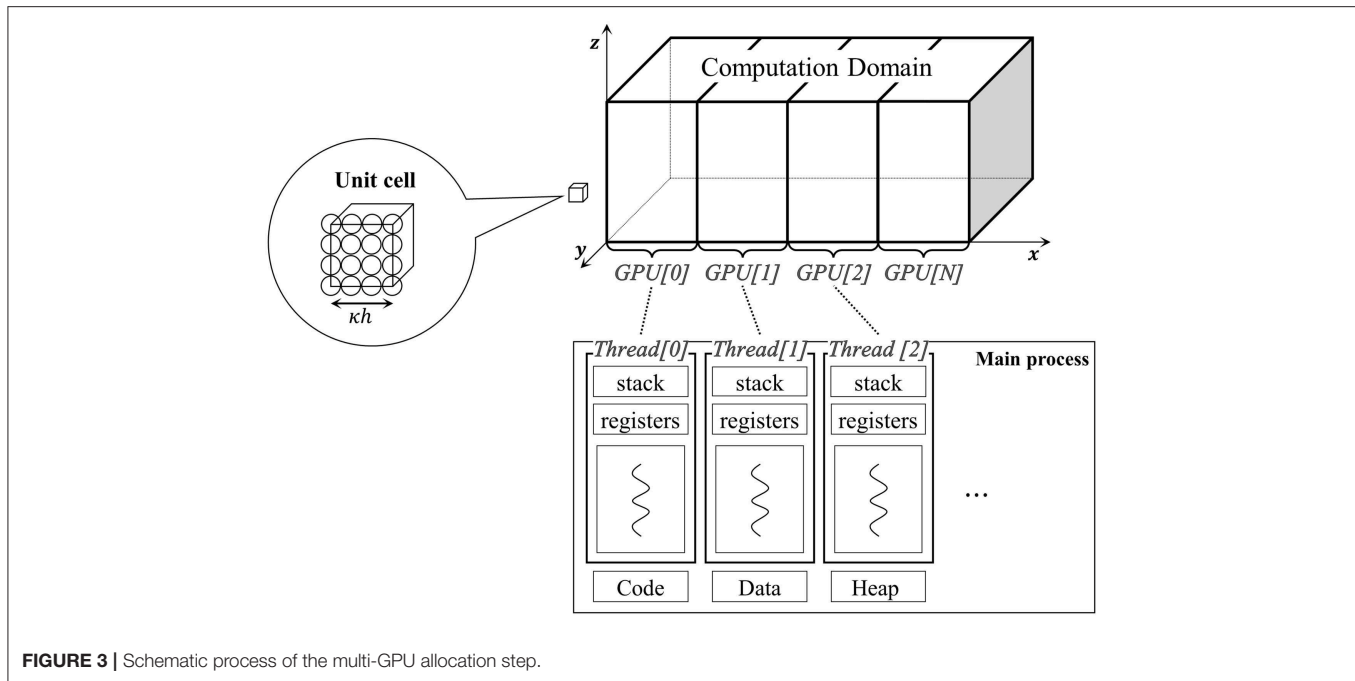 z
Computation Domain
Unit cell
κh
y
x
GPU[0] GPU[1] GPU[2] GPU[N]
Thread[0] Thread[1] Thread [2]
Main process
stack stack stack
registers registers registers
...
Code Data Heap
FIGURE 3 | Schematic process of the multi-GPU allocation step.